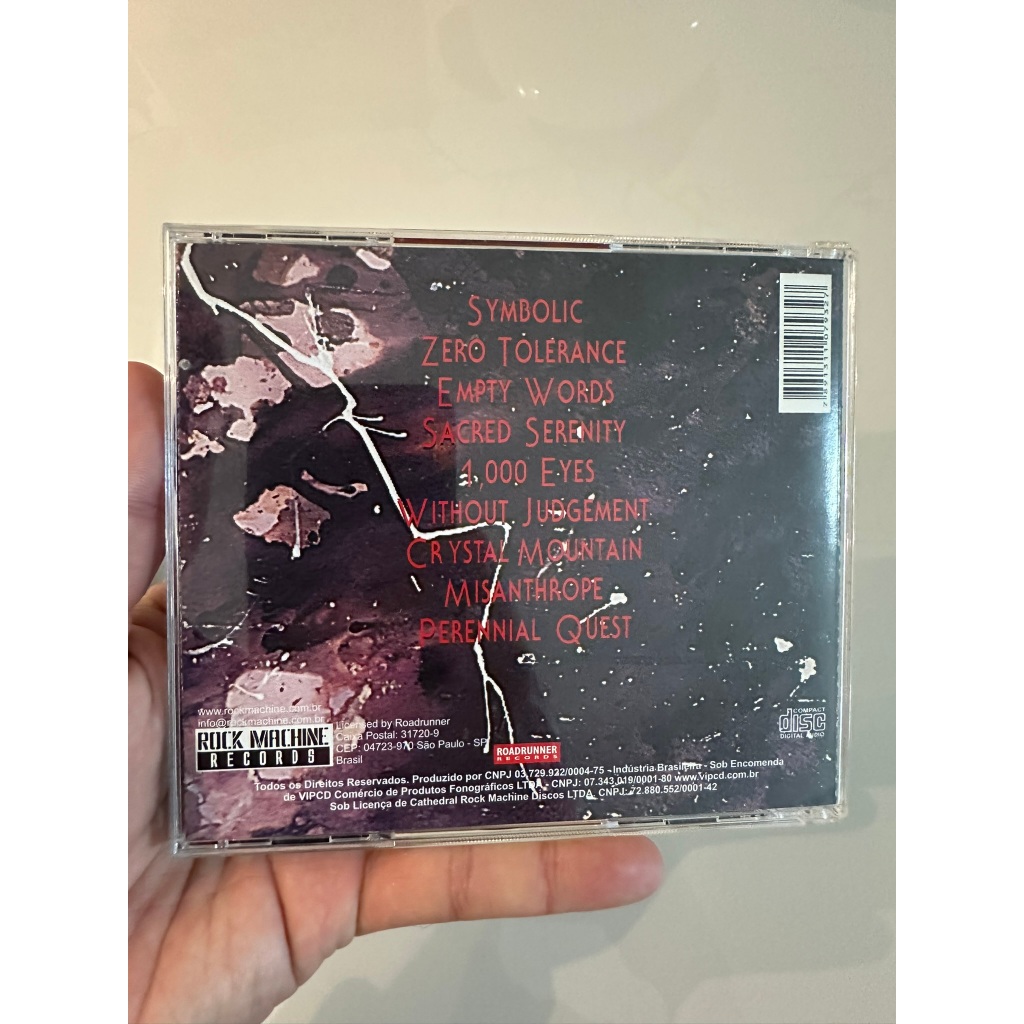 SYMBOLIC
ZERO TOLERANCE
EMPTY WORDS
SACRED SERENITY
1,000 EYES
WITHOUT JUDGEMENT
CRYSTAL MOUNTAIN
MISANTHROPE
PERENNIAL QUEST
www.rockmachine.com.br
info@rockmachine.com.br
ROCK MACHINE
RECORDS
Licensed by Roadrunner
Caixa Postal: 31720-9
CEP: 04723-970 São Paulo - SP
Brasil
ROADRUNNER
RECORDS
COMPACT
disc
DIGITAL AUDIO
Todos os Direitos Reservados. Produzido por CNPJ 03.729.922/0004-75 - Indústria Brasileira - Sob Encomenda
de VIPCD Comércio de Produtos Fonográficos LTDA - CNPJ: 07.343.019/0001-80 www.vipcd.com.br
Sob Licença de Cathedral Rock Machine Discos LTDA. CNPJ: 72.880.552/0001-42